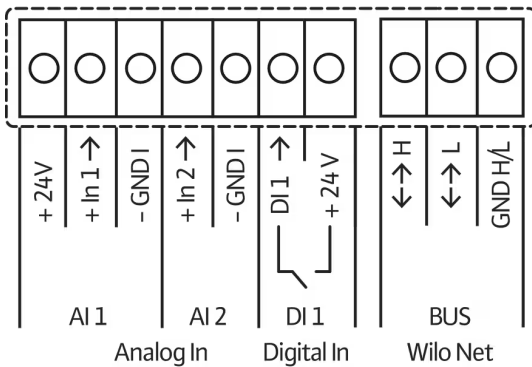 + 24V
+ In 1 →
- GND I
+ In 2 →
- GND I
DI 1 →
+ 24 V
←→ H
←→ L
GND H/L
AI 1 AI 2 DI 1 BUS
Analog In Digital In Wilo Net